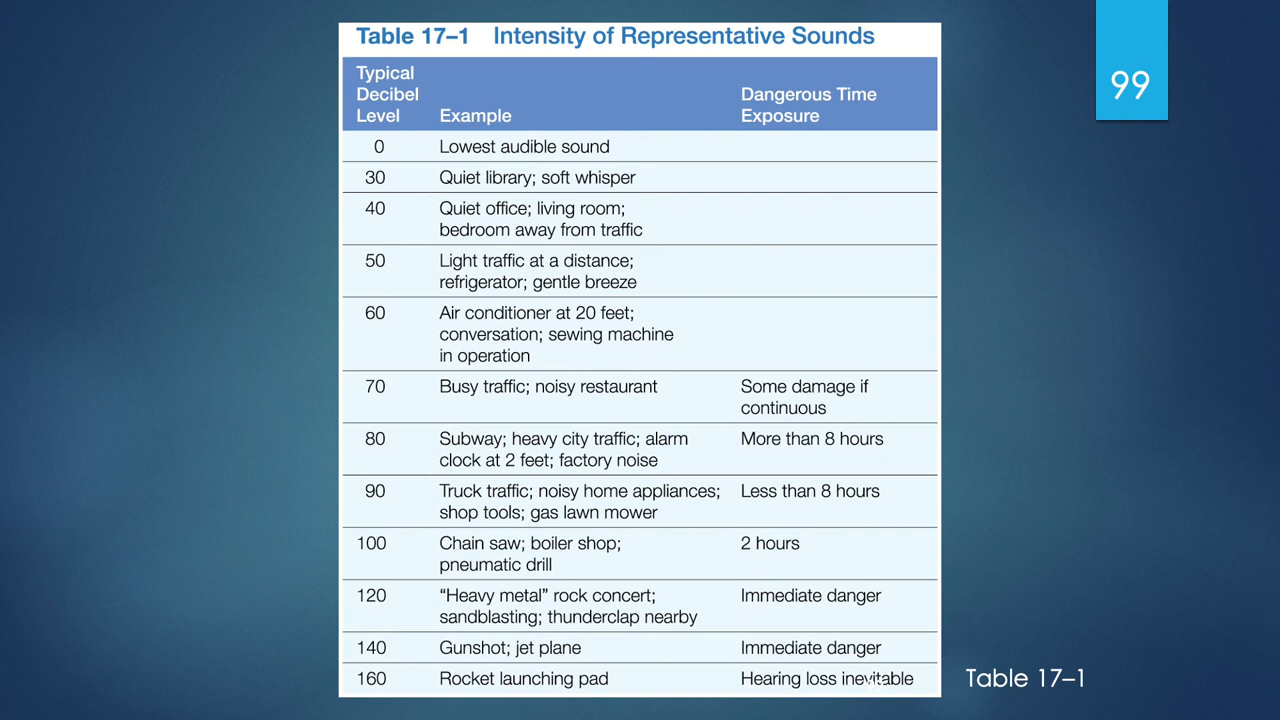 Table 17–1 Intensity of Representative Sounds
99
Typical
Decibel Dangerous Time
Level Example Exposure
0 Lowest audible sound
30 Quiet library; soft whisper
40 Quiet office; living room;
bedroom away from traffic
50 Light traffic at a distance;
refrigerator; gentle breeze
60 Air conditioner at 20 feet;
conversation; sewing machine
in operation
70 Busy traffic; noisy restaurant Some damage if
continuous
80 Subway; heavy city traffic; alarm More than 8 hours
clock at 2 feet; factory noise
90 Truck traffic; noisy home appliances; Less than 8 hours
shop tools; gas lawn mower
100 Chain saw; boiler shop; 2 hours
pneumatic drill
120 “Heavy metal” rock concert; Immediate danger
sandblasting; thunderclap nearby
140 Gunshot; jet plane Immediate danger
160 Rocket launching pad Hearing loss inevitable
Table 17–1